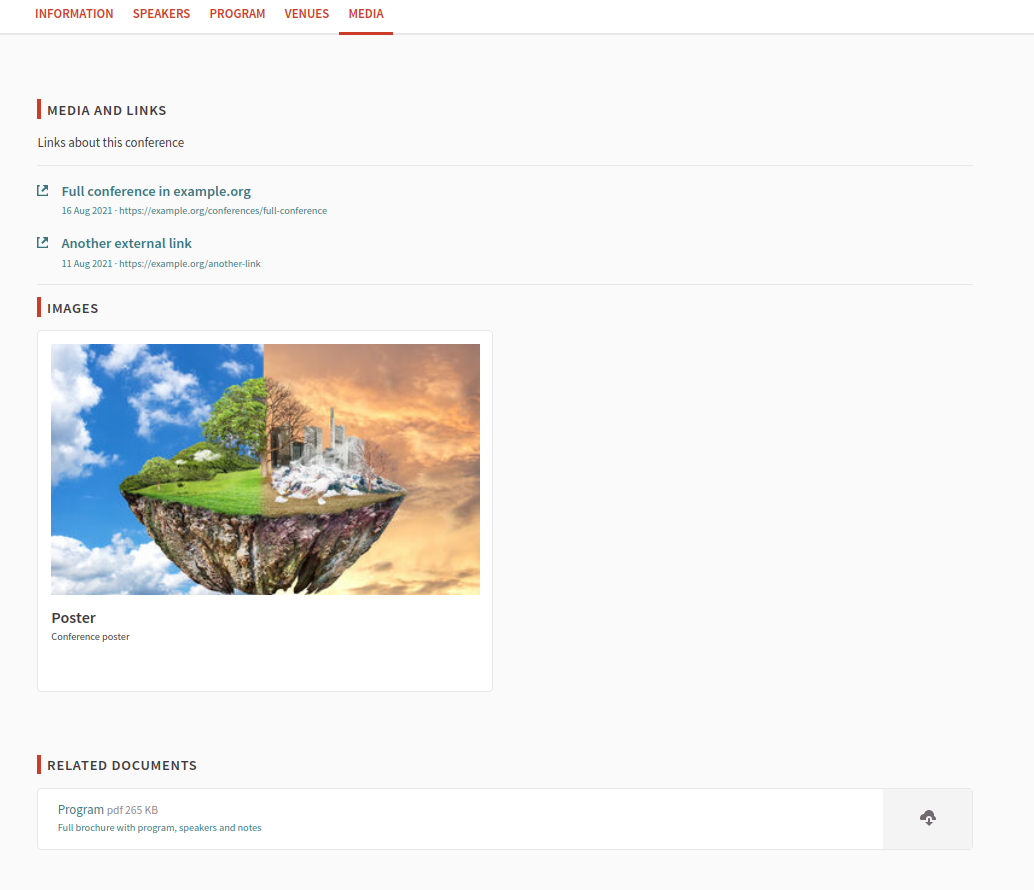 INFORMATION SPEAKERS PROGRAM VENUES MEDIA
MEDIA AND LINKS
Links about this conference
Full conference in example.org
16 Aug 2021 · https://example.org/conferences/full-conference
Another external link
11 Aug 2021 · https://example.org/another-link
IMAGES
Poster
Conference poster
RELATED DOCUMENTS
Program pdf 265 KB
Full brochure with program, speakers and notes